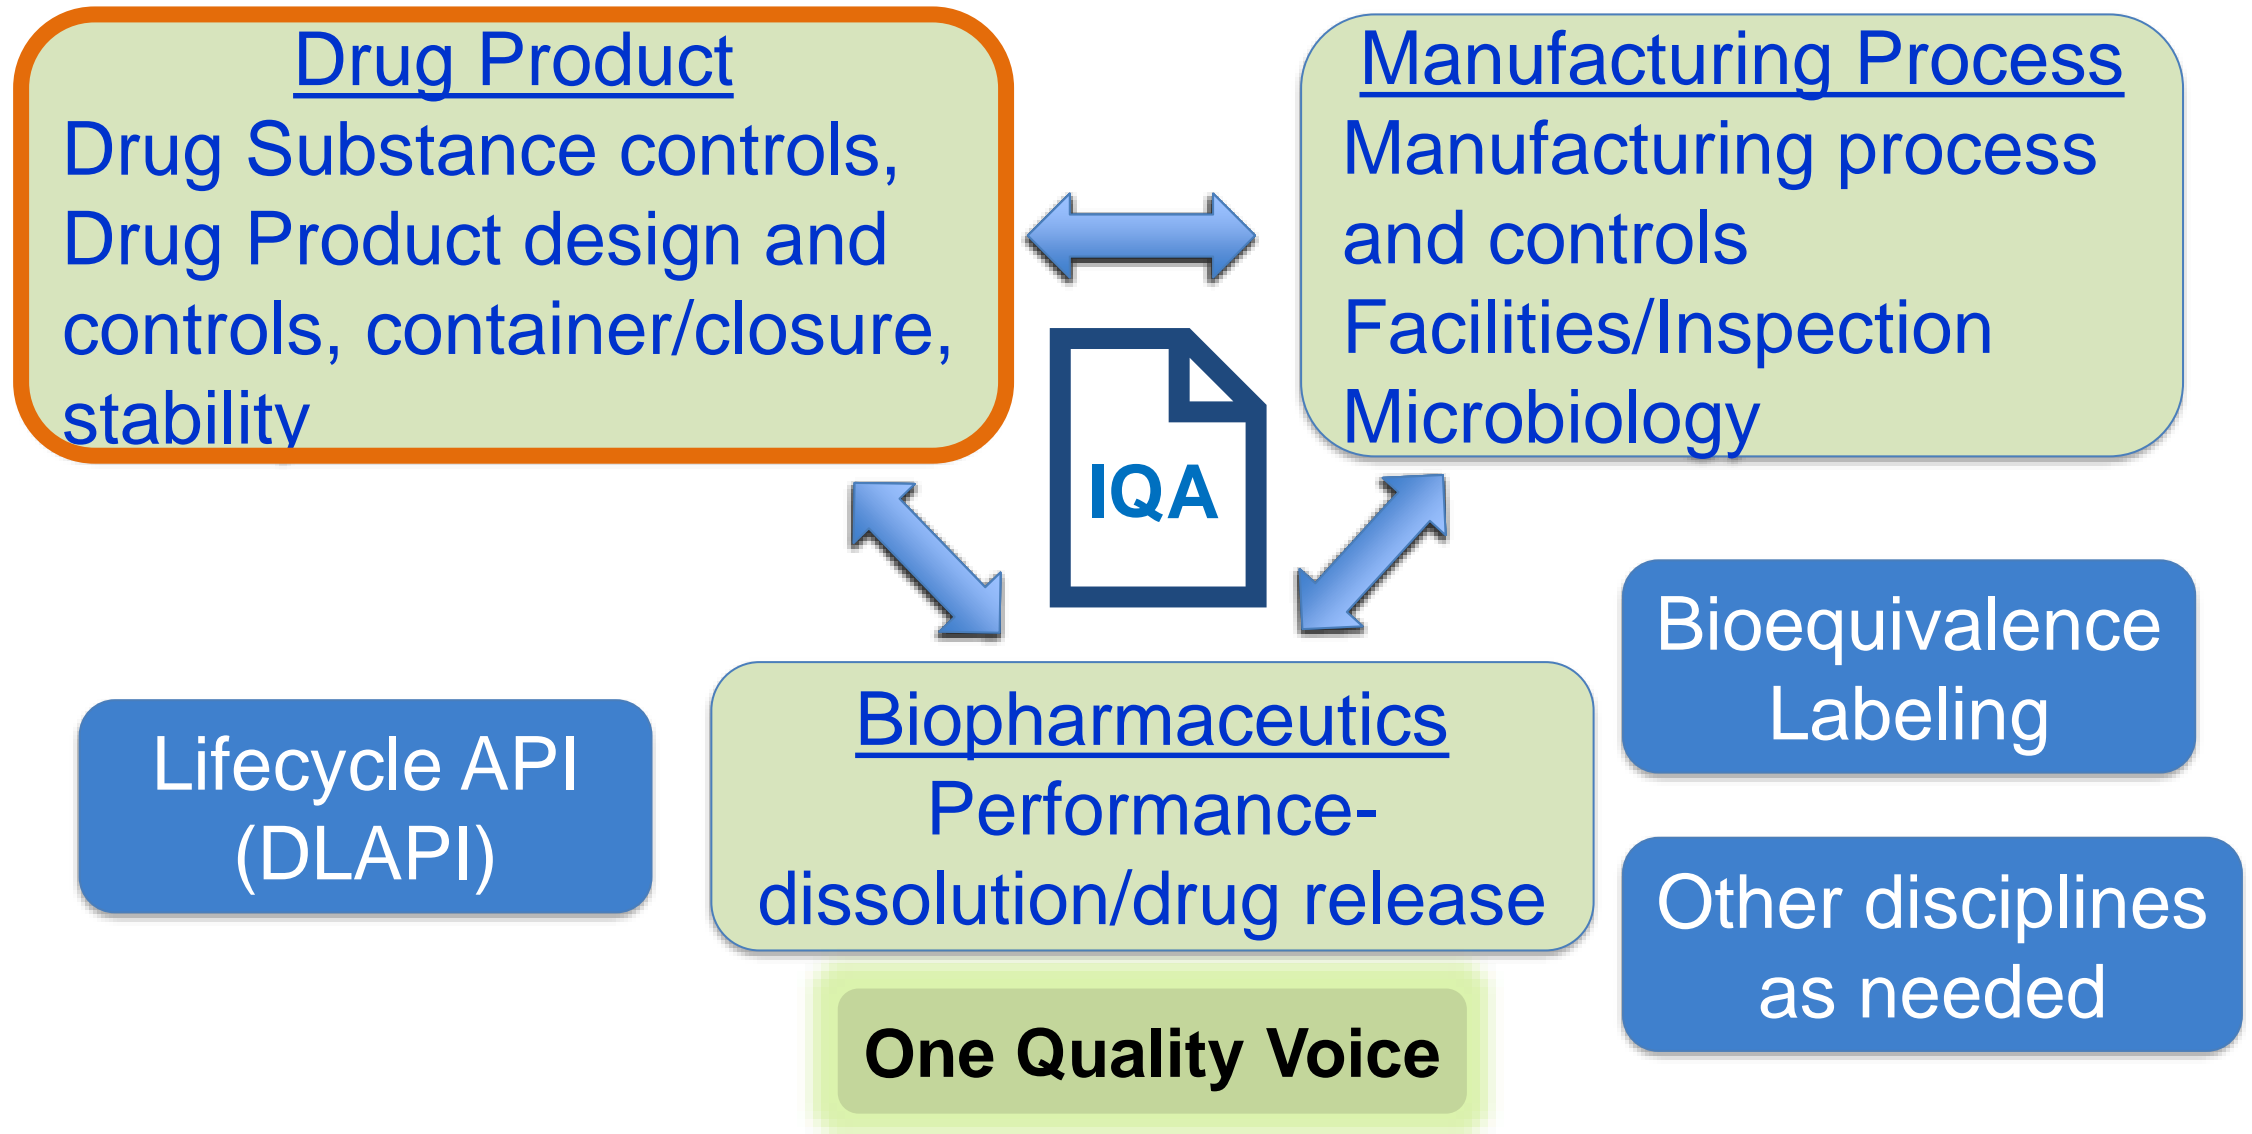 Drug Product
Drug Substance controls,
Drug Product design and
controls, container/closure,
stability
Manufacturing Process
Manufacturing process
and controls
Facilities/Inspection
Microbiology
IQA
Bioequivalence
Labeling
Lifecycle API
(DLAPI)
Biopharmaceutics
Performance-
dissolution/drug release
Other disciplines
as needed
One Quality Voice